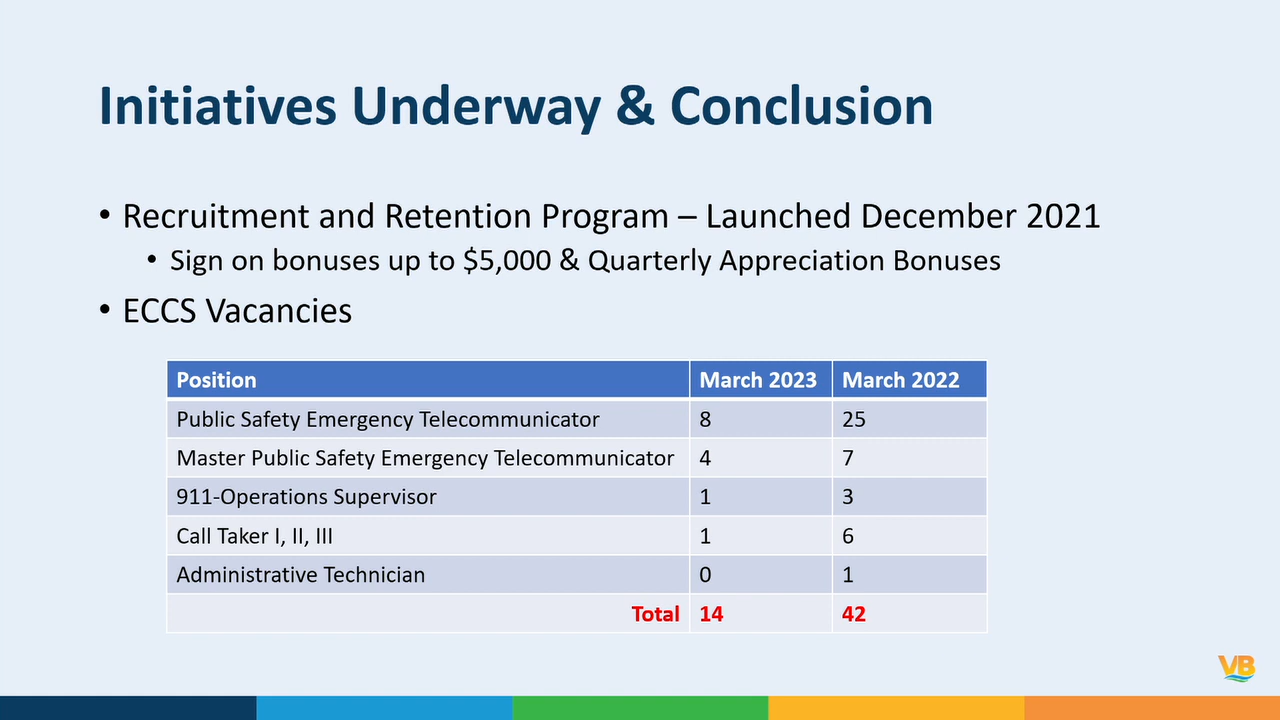 Initiatives Underway & Conclusion
• Recruitment and Retention Program – Launched December 2021
• Sign on bonuses up to $5,000 & Quarterly Appreciation Bonuses
• ECCS Vacancies
Position March 2023 March 2022
Public Safety Emergency Telecommunicator 8 25
Master Public Safety Emergency Telecommunicator 4 7
911-Operations Supervisor 1 3
Call Taker I, II, III 1 6
Administrative Technician 0 1
Total 14 42
VB